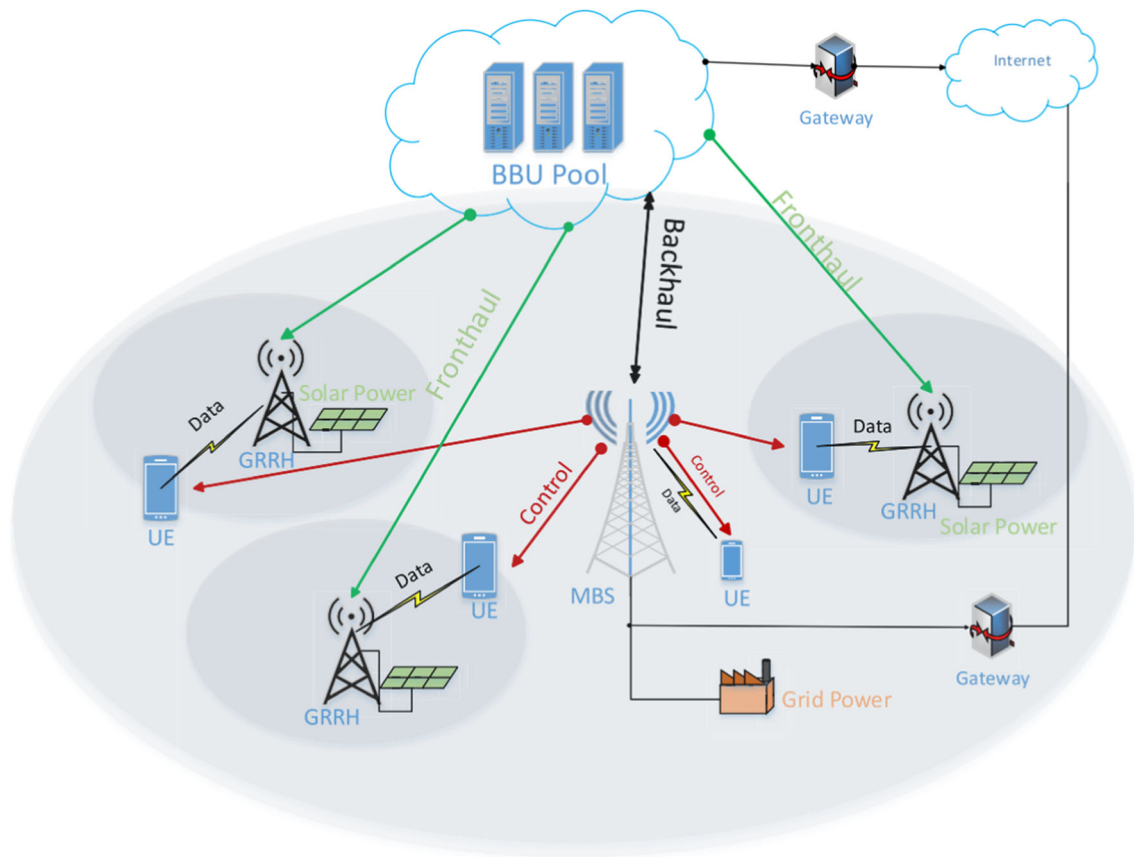 Internet
Gateway
BBU Pool
Fronthaul
Backhaul
Fronthaul
Solar Power
Data
GRRH
UE
Control
Control
Data
Data
UE
GRRH
Solar Power
Data
UE
MBS
UE
GRRH
Gateway
Grid Power